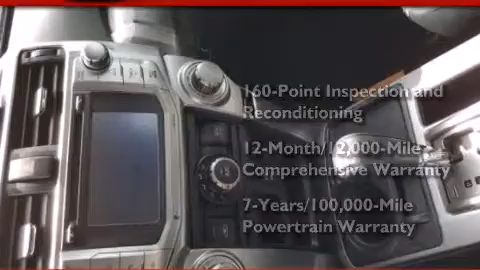 160-Point Inspection and
Reconditioning
12-Month/12,000-Mile
Comprehensive Warranty
7-Years/100,000-Mile
Powertrain Warranty